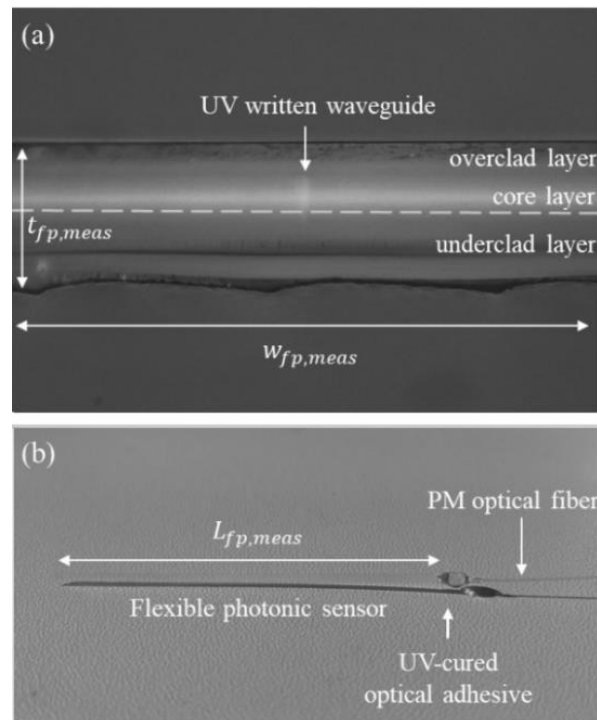 (a)
UV written waveguide
overclad layer
core layer
t_{fp,meas}
underclad layer
w_{fp,meas}
(b)
PM optical fiber
L_{fp,meas}
Flexible photonic sensor
UV-cured
optical adhesive